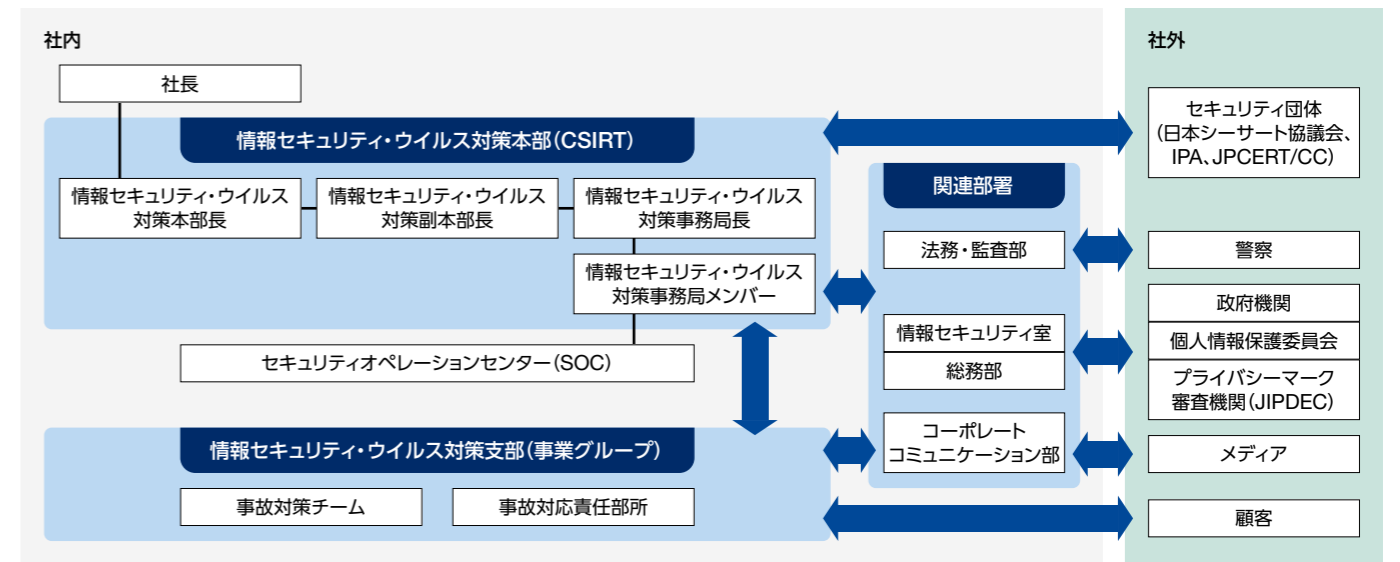 社内
社長
情報セキュリティ・ウイルス対策本部（CSIRT）
情報セキュリティ・ウイルス
対策本部長
情報セキュリティ・ウイルス
対策副本部長
情報セキュリティ・ウイルス
対策事務局長
情報セキュリティ・ウイルス
対策事務局メンバー
セキュリティオペレーションセンター（SOC）
情報セキュリティ・ウイルス対策支部（事業グループ）
事故対策チーム
事故対応責任部所
関連部署
法務・監査部
情報セキュリティ室
総務部
コーポレート
コミュニケーション部
社外
セキュリティ団体
（日本シーサート協議会、
IPA、JPCERT/CC）
警察
政府機関
個人情報保護委員会
プライバシーマーク
審査機関（JIPDEC）
メディア
顧客